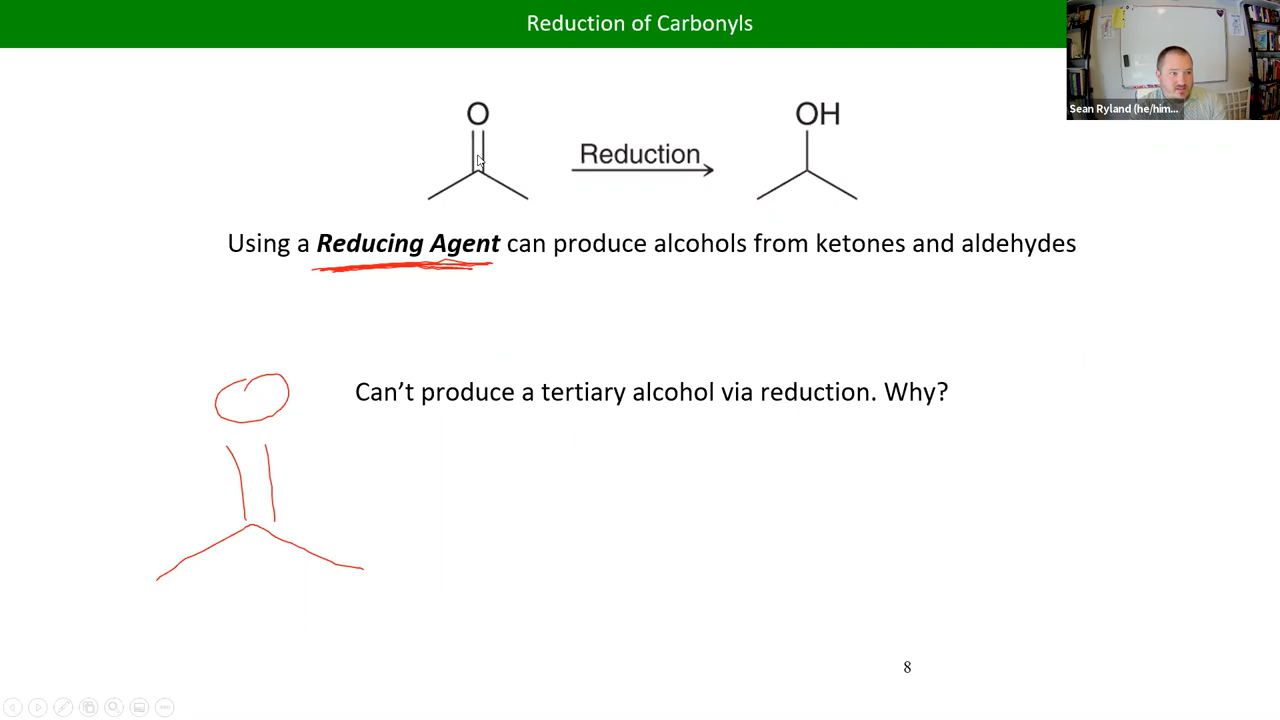 Reduction of Carbonyls
Sean Ryland (he/him...
O
Reduction
OH
Using a Reducing Agent can produce alcohols from ketones and aldehydes
Can’t produce a tertiary alcohol via reduction. Why?
O
8